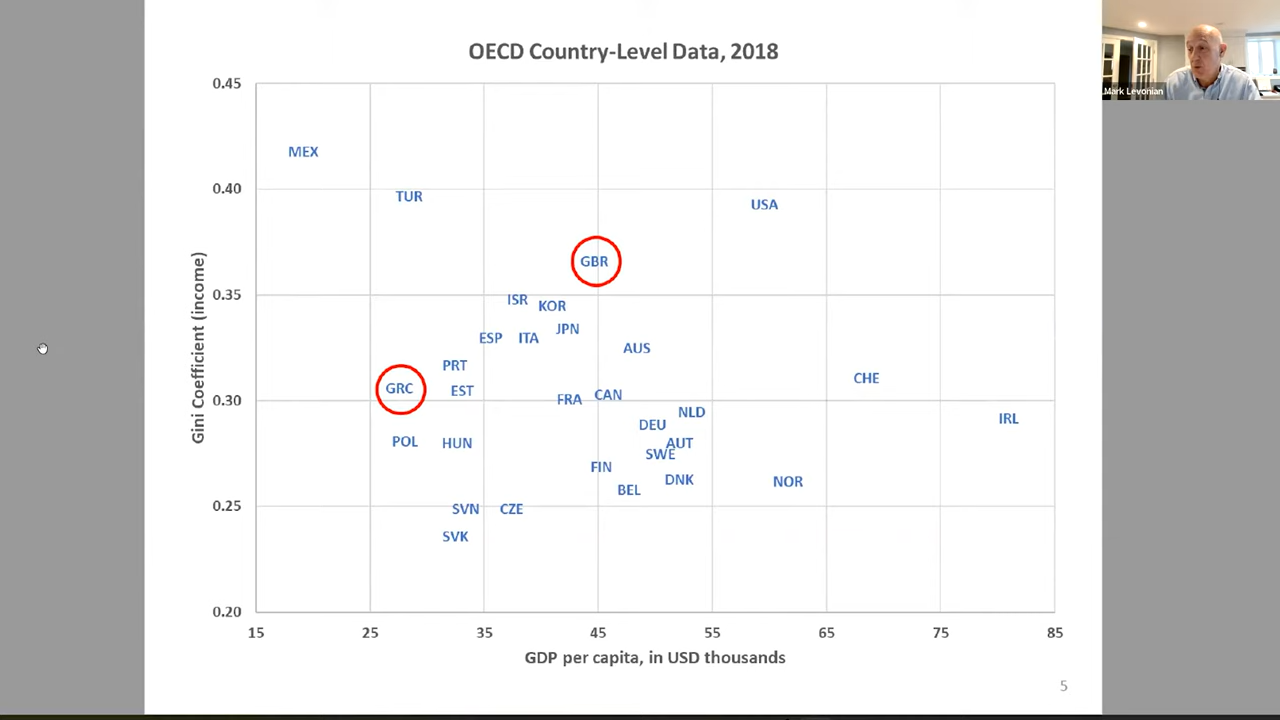 OECD Country-Level Data, 2018
Mark Levonian
0.45
MEX
0.40
TUR
USA
GBR
0.35
ISR
KOR
JPN
ESP
ITA
AUS
PRT
CHE
GRC
EST
CAN
FRA
0.30
NLD
IRL
DEU
POL
HUN
AUT
SWE
FIN
DNK
NOR
BEL
0.25
SVN
CZE
SVK
0.20
15 25 35 45 55 65 75 85
Gini Coefficient (income)
GDP per capita, in USD thousands
5